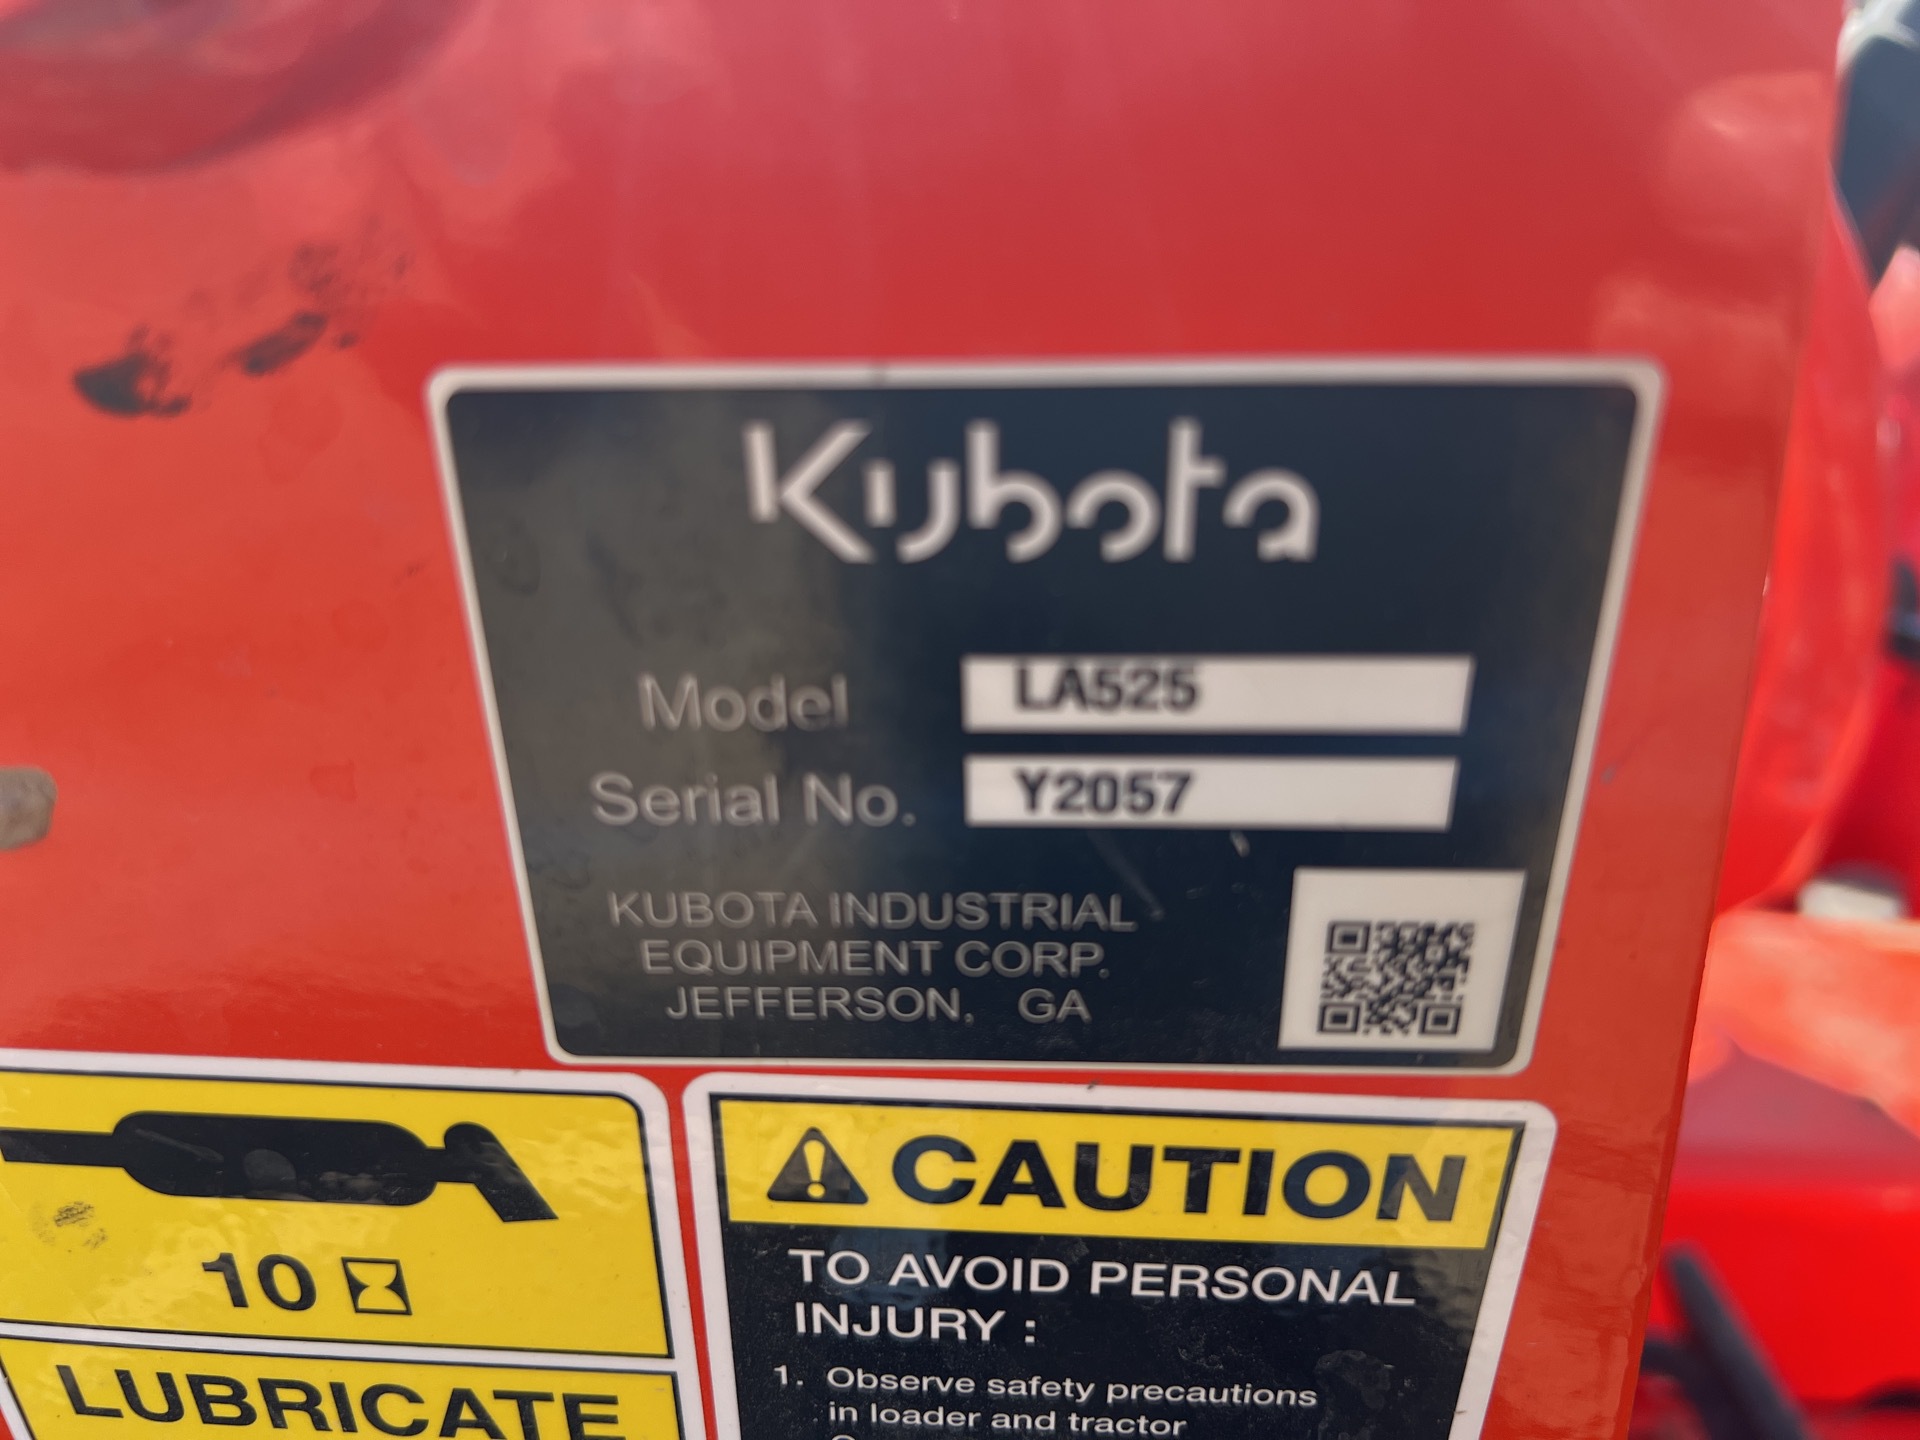 Kubota
Model LA525
Serial No. Y2057
KUBOTA INDUSTRIAL
EQUIPMENT CORP.
JEFFERSON, GA
10
LUBRICATE
CAUTION
TO AVOID PERSONAL
INJURY :
1. Observe safety precautions
in loader and tractor